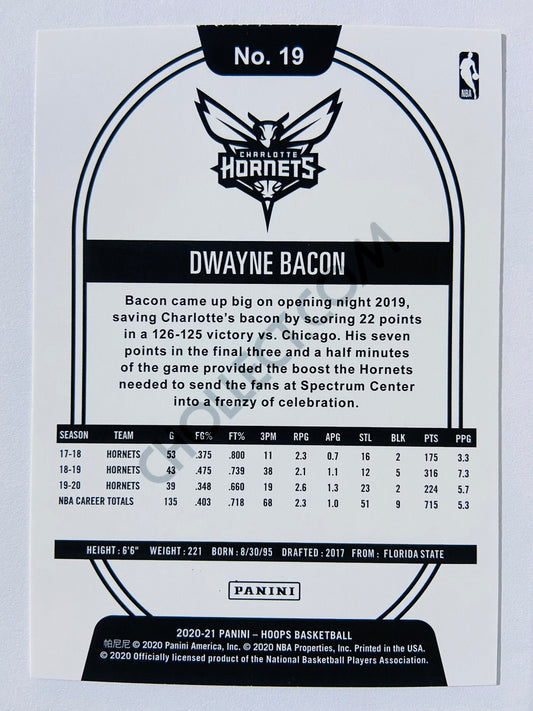 No. 19
NBA
CHARLOTTE
HORNETS
DWAYNE BACON
Bacon came up big on opening night 2019,
saving Charlotte's bacon by scoring 22 points
in a 126-125 victory vs. Chicago. His seven
points in the final three and a half minutes
of the game provided the boost the Hornets
needed to send the fans at Spectrum Center
into a frenzy of celebration.
SEASON TEAM G FG% FT% 3PM RPG APG STL BLK PTS PPG
17-18 HORNETS 53 .375 .800 11 2.3 0.7 16 2 175 3.3
18-19 HORNETS 43 .475 .739 38 2.1 1.1 12 5 316 7.3
19-20 HORNETS 39 .348 .660 19 2.6 1.3 23 2 224 5.7
NBA CAREER TOTALS 135 .403 .718 68 2.3 1.0 51 9 715 5.3
HEIGHT: 6'6" WEIGHT: 221 BORN: 8/30/95 DRAFTED: 2017 FROM: FLORIDA STATE
PANINI
2020-21 PANINI – HOOPS BASKETBALL
帕尼尼 © 2020 Panini America, Inc. © 2020 NBA Properties, Inc. Printed in the USA.
© 2020 Officially licensed product of the National Basketball Players Association.
CHOLLECT.COM